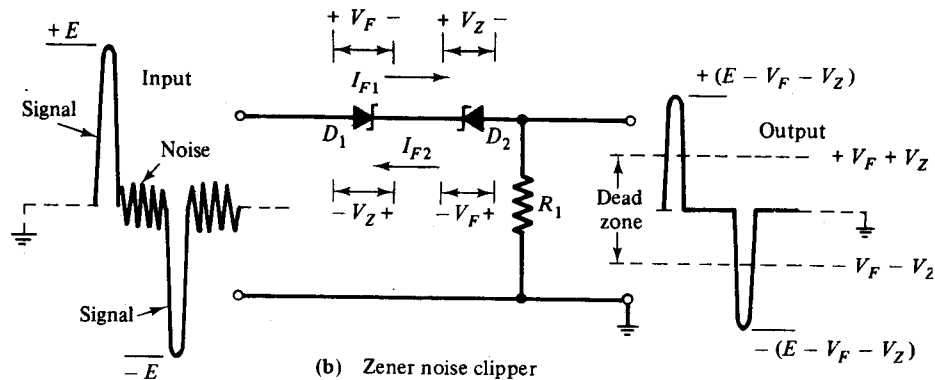 + V_F -
+ V_Z -
+ E
Input
I_F1
+ (E - V_F - V_Z)
Signal
Output
D_1
D_2
Noise
I_F2
+ V_F + V_Z
Dead
zone
R_1
- V_Z +
- V_F +
- V_F - V_Z
Signal
- E
- (E - V_F - V_Z)
(b) Zener noise clipper